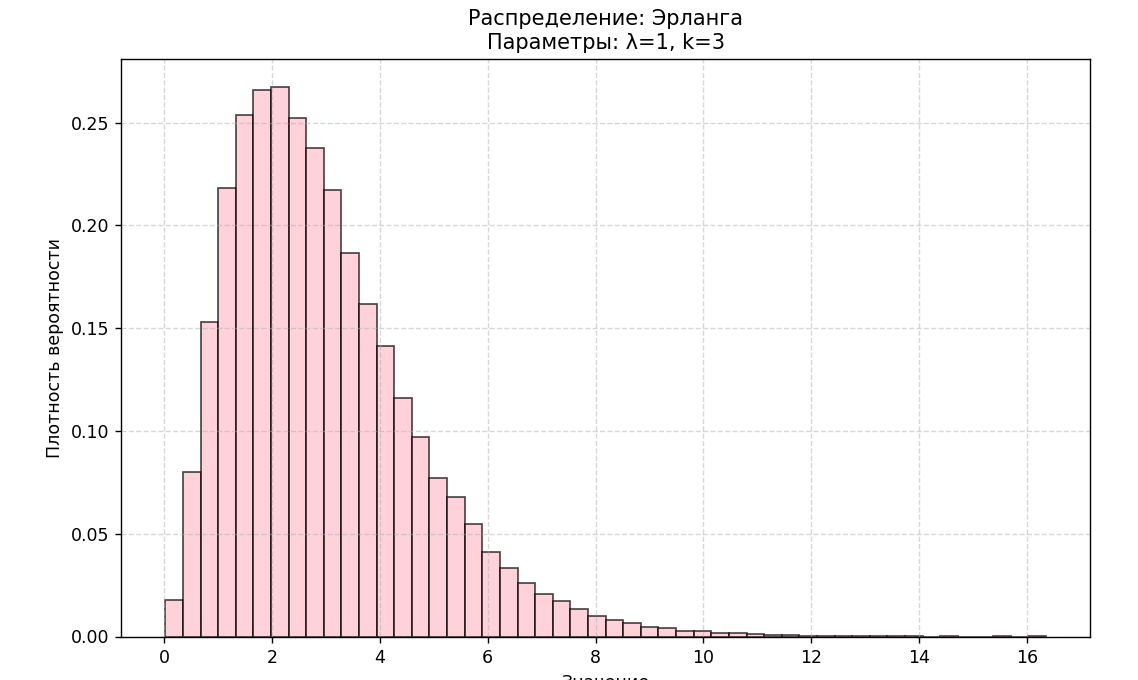 Распределение: Эрланга
Параметры: λ=1, k=3
Плотность вероятности
0.25
0.20
0.15
0.10
0.05
0.00
0 2 4 6 8 10 12 14 16
Значение